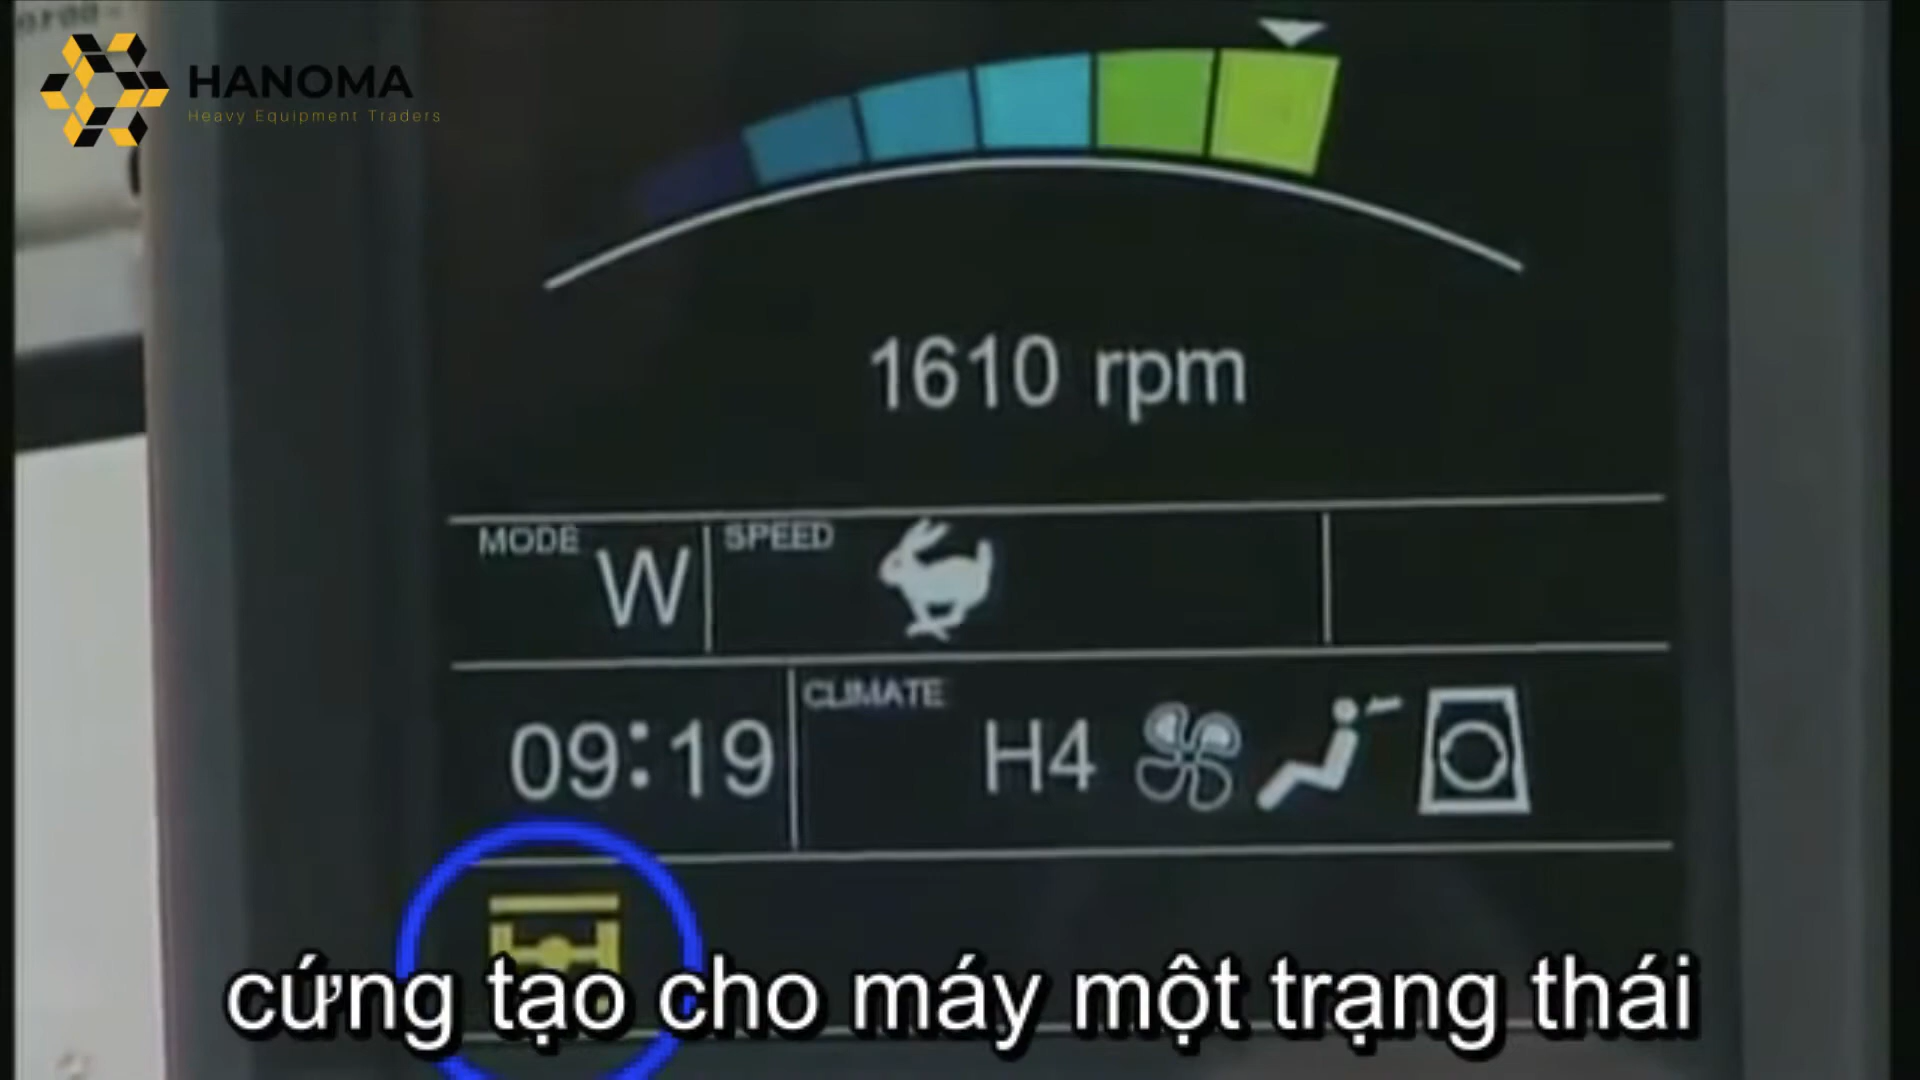 HANOMA
Heavy Equipment Traders
1610 rpm
MODE W SPEED
09:19 CLIMATE H4
cứng tạo cho máy một trạng thái